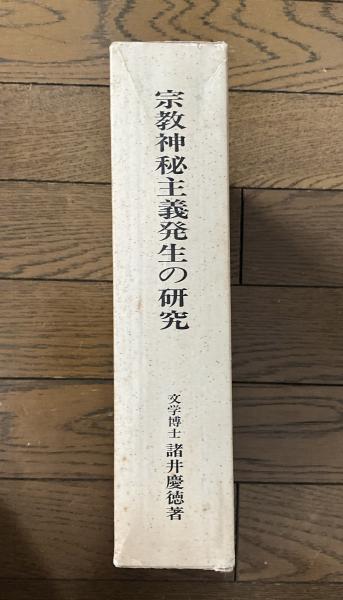 宗教神秘主義発生の研究
文学博士 諸井慶徳著